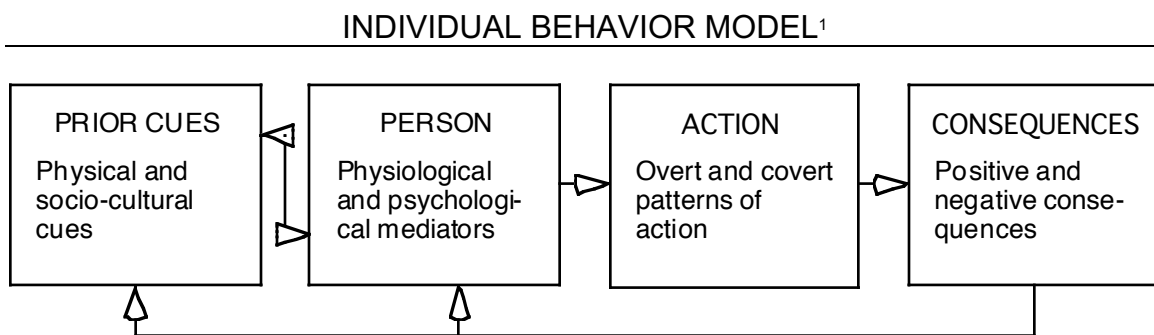 INDIVIDUAL BEHAVIOR MODEL¹
PRIOR CUES
Physical and
socio-cultural
cues
PERSON
Physiological
and psychologi-
cal mediators
ACTION
Overt and covert
patterns of
action
CONSEQUENCES
Positive and
negative conse-
quences